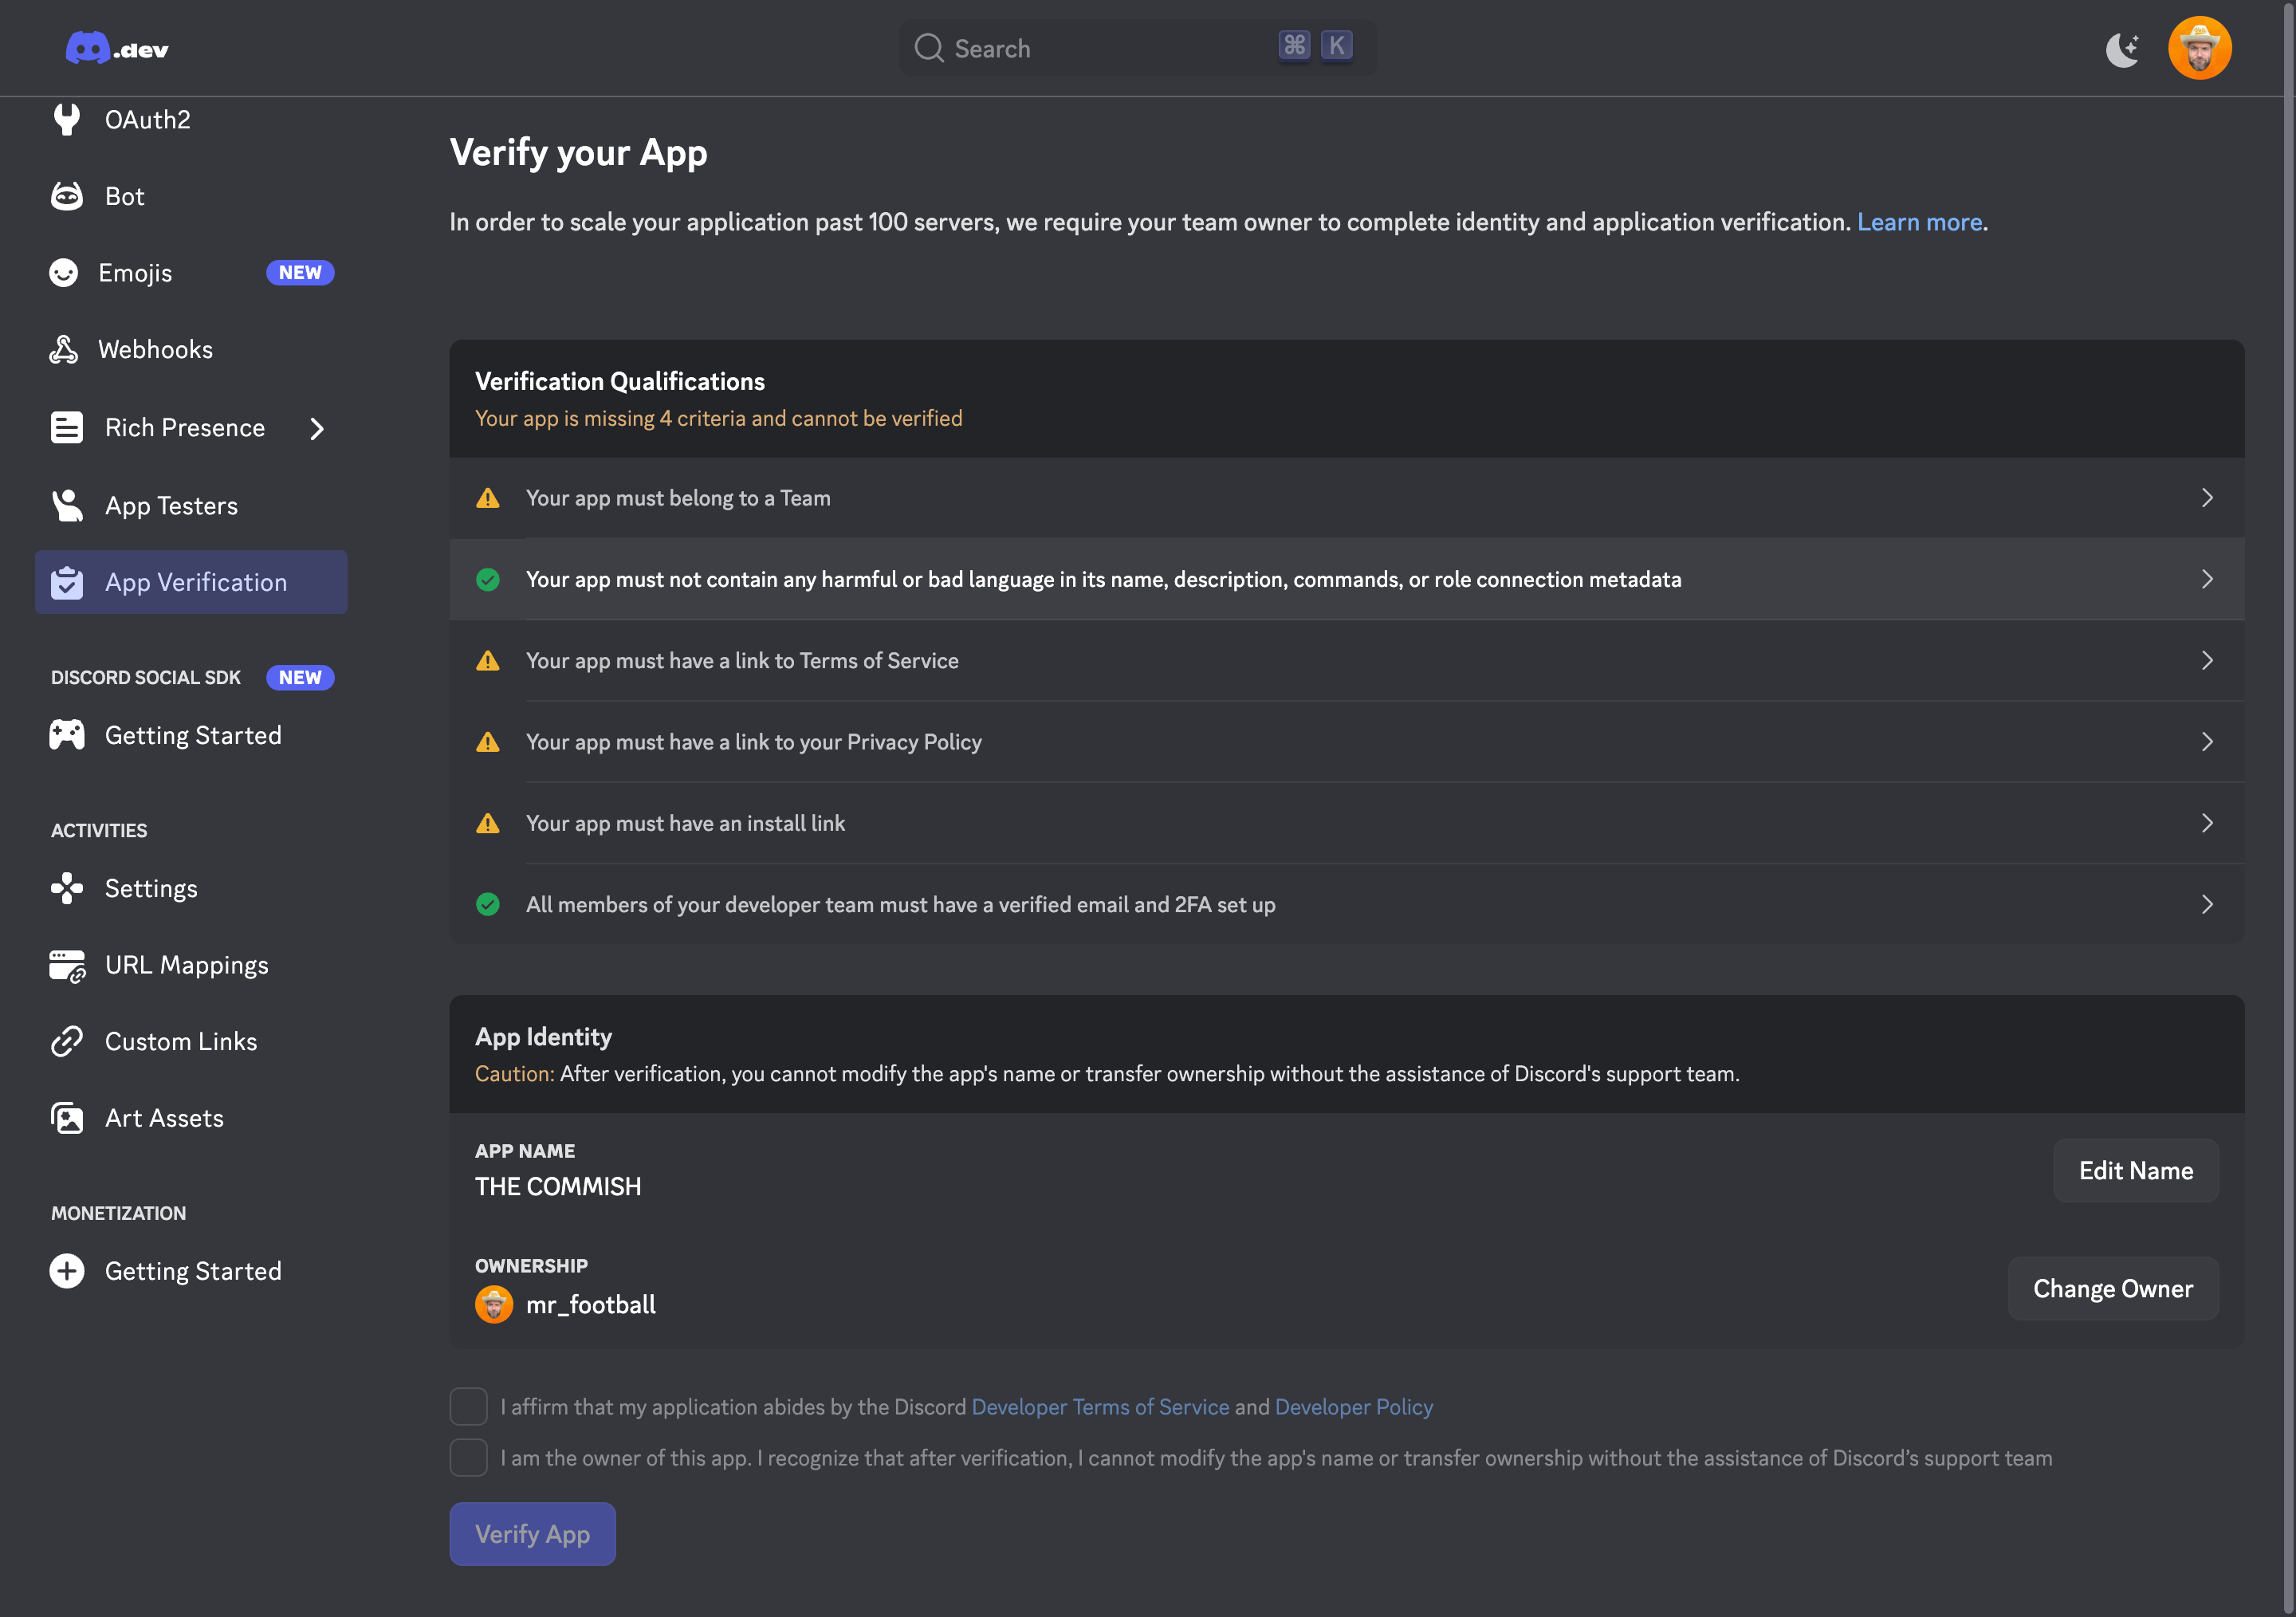 .dev
Search
⌘ K
OAuth2
Bot
Emojis NEW
Webhooks
Rich Presence
App Testers
App Verification
DISCORD SOCIAL SDK NEW
Getting Started
ACTIVITIES
Settings
URL Mappings
Custom Links
Art Assets
MONETIZATION
Getting Started
Verify your App
In order to scale your application past 100 servers, we require your team owner to complete identity and application verification. Learn more.
Verification Qualifications
Your app is missing 4 criteria and cannot be verified
Your app must belong to a Team
Your app must not contain any harmful or bad language in its name, description, commands, or role connection metadata
Your app must have a link to Terms of Service
Your app must have a link to your Privacy Policy
Your app must have an install link
All members of your developer team must have a verified email and 2FA set up
App Identity
Caution: After verification, you cannot modify the app's name or transfer ownership without the assistance of Discord's support team.
APP NAME
THE COMMISH
Edit Name
OWNERSHIP
mr_football
Change Owner
I affirm that my application abides by the Discord Developer Terms of Service and Developer Policy
I am the owner of this app. I recognize that after verification, I cannot modify the app's name or transfer ownership without the assistance of Discord’s support team
Verify App